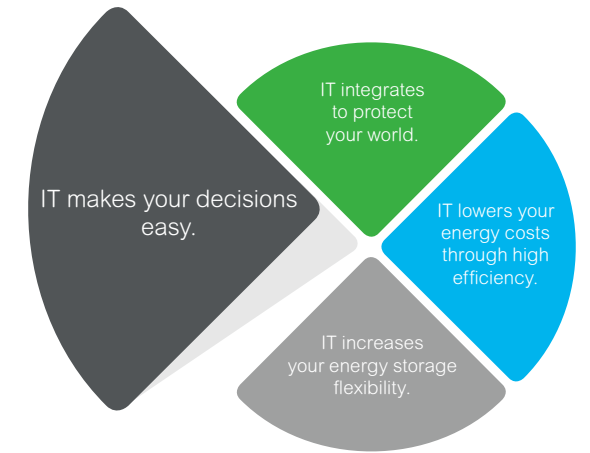 IT makes your decisions
easy.
IT integrates
to protect
your world.
IT lowers your
energy costs
through high
efficiency.
IT increases
your energy storage
flexibility.